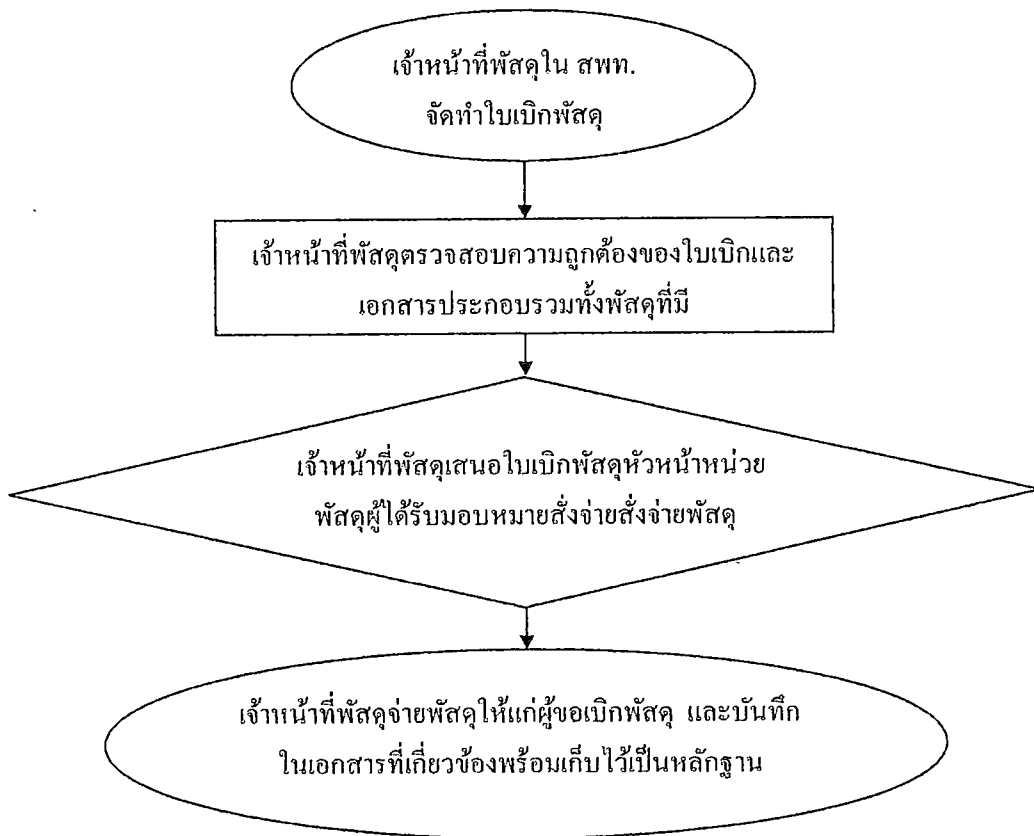 เจ้าหน้าที่พัสดุใน สพท.
จัดทำใบเบิกพัสดุ
เจ้าหน้าที่พัสดุตรวจสอบความถูกต้องของใบเบิกและ
เอกสารประกอบรวมทั้งพัสดุที่มี
เจ้าหน้าที่พัสดุเสนอใบเบิกพัสดุหัวหน้าหน่วย
พัสดุผู้ได้รับมอบหมายสั่งจ่ายสั่งจ่ายพัสดุ
เจ้าหน้าที่พัสดุจ่ายพัสดุให้แก่ผู้ขอเบิกพัสดุ และบันทึก
ในเอกสารที่เกี่ยวข้องพร้อมเก็บไว้เป็นหลักฐาน